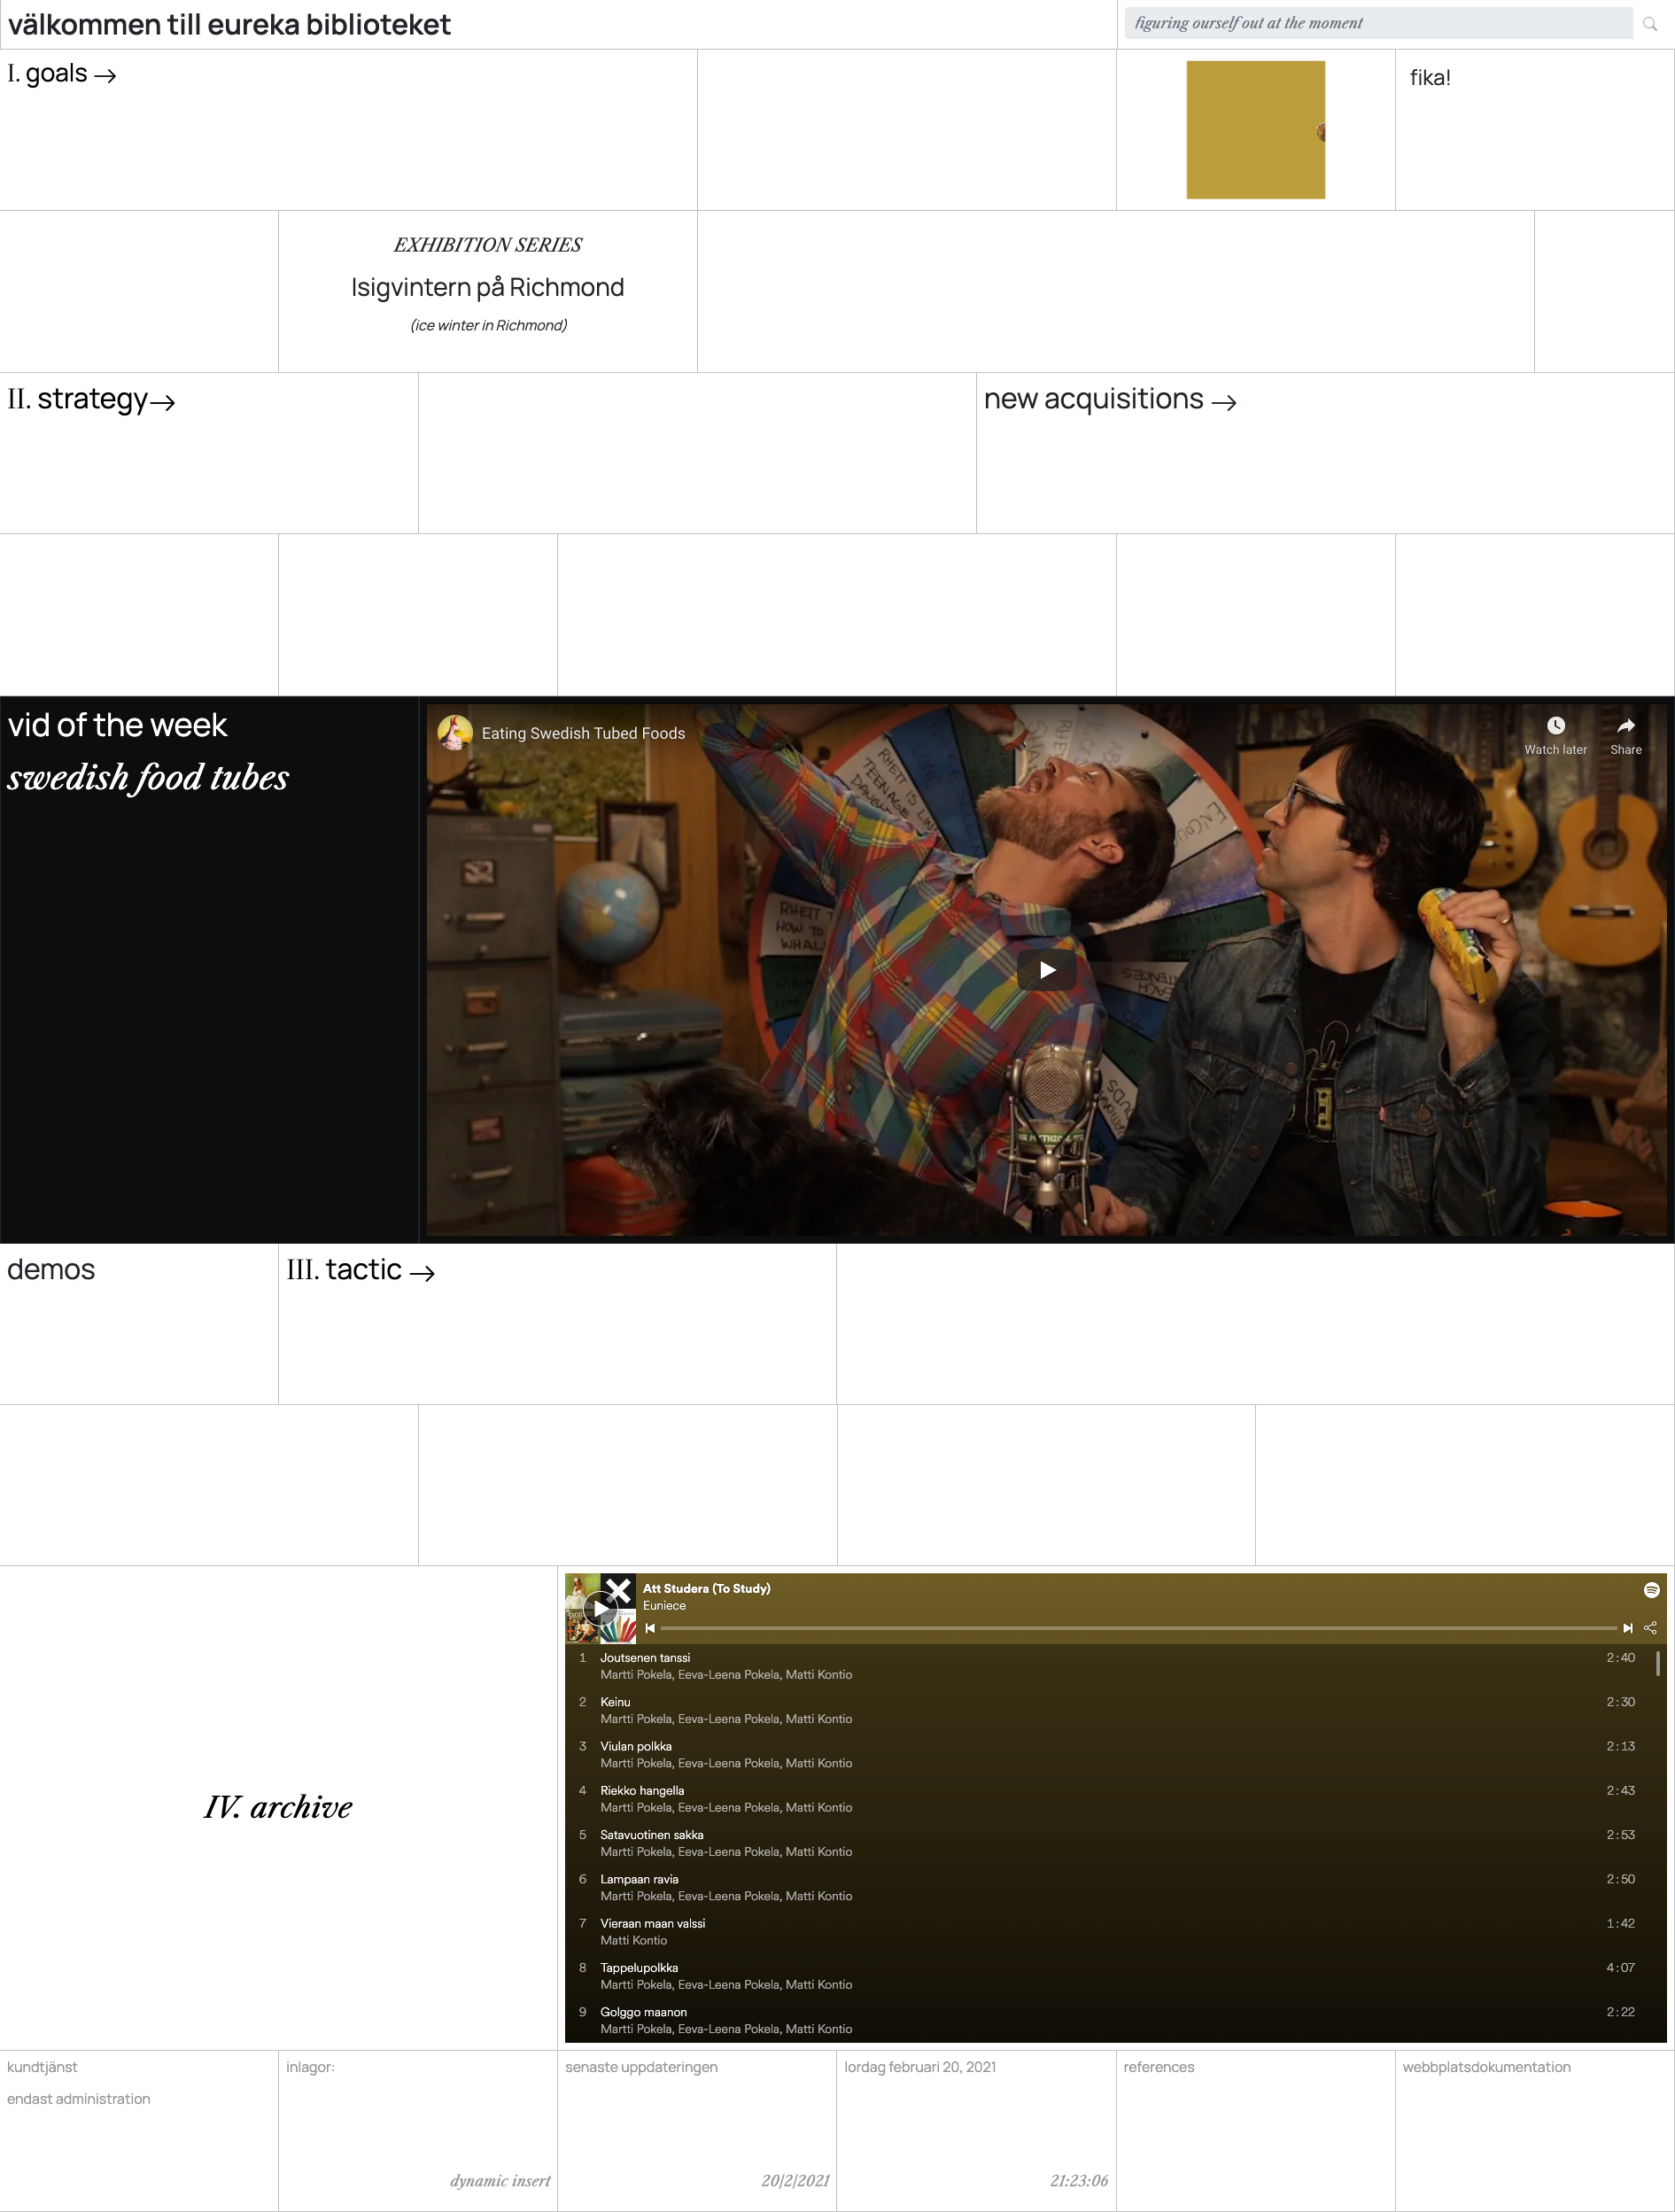 välkommen till eureka biblioteket
figuring ourself out at the moment
I. goals →
fika!
EXHIBITION SERIES
Isigvintern på Richmond
(ice winter in Richmond)
II. strategy→
new acquisitions →
vid of the week
swedish food tubes
Eating Swedish Tubed Foods
Watch later
Share
RHETT
TEENAGE
HOW TO
demos
III. tactic →
IV. archive
Att Studera (To Study)
Euniece
1 Joutsenen tanssi 2:40
Martti Pokela, Eeva-Leena Pokela, Matti Kontio
2 Keinu 2:30
Martti Pokela, Eeva-Leena Pokela, Matti Kontio
3 Viulan polkka 2:13
Martti Pokela, Eeva-Leena Pokela, Matti Kontio
4 Riekko hangella 2:43
Martti Pokela, Eeva-Leena Pokela, Matti Kontio
5 Satavuotinen sakka 2:53
Martti Pokela, Eeva-Leena Pokela, Matti Kontio
6 Lampaan ravia 2:50
Martti Pokela, Eeva-Leena Pokela, Matti Kontio
7 Vieraan maan valssi 1:42
Matti Kontio
8 Tappelupolkka 4:07
Martti Pokela, Eeva-Leena Pokela, Matti Kontio
9 Golggo maanon 2:22
Martti Pokela, Eeva-Leena Pokela, Matti Kontio
kundtjänst
endast administration
inlagor:
dynamic insert
senaste uppdateringen
20/2/2021
lordag februari 20, 2021
21:23:06
references
webbplatsdokumentation